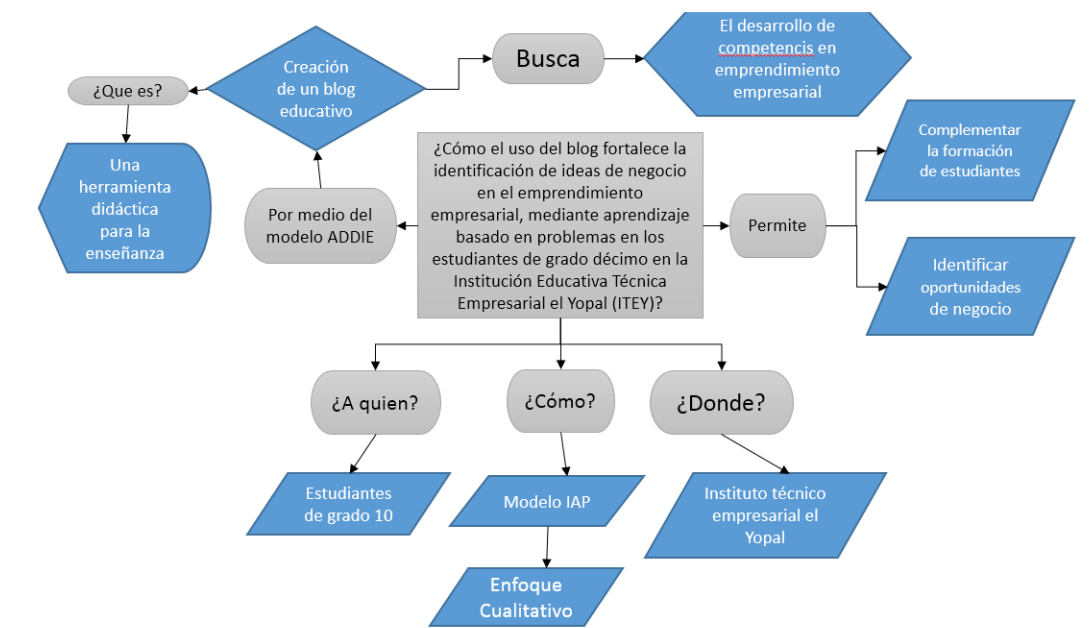 El desarrollo de
competencis en
emprendimiento
empresarial
Busca
Creación
de un blog
educativo
¿Que es?
Una
herramienta
didáctica
para la
enseñanza
Por medio del
modelo ADDIE
¿Cómo el uso del blog fortalece la
identificación de ideas de negocio
en el emprendimiento
empresarial, mediante aprendizaje
basado en problemas en los
estudiantes de grado décimo en la
Institución Educativa Técnica
Empresarial el Yopal (ITEY)?
Permite
Complementar
la formación
de estudiantes
Identificar
oportunidades
de negocio
¿A quien?
¿Cómo?
¿Donde?
Estudiantes
de grado 10
Modelo IAP
Instituto técnico
empresarial el
Yopal
Enfoque
Cualitativo